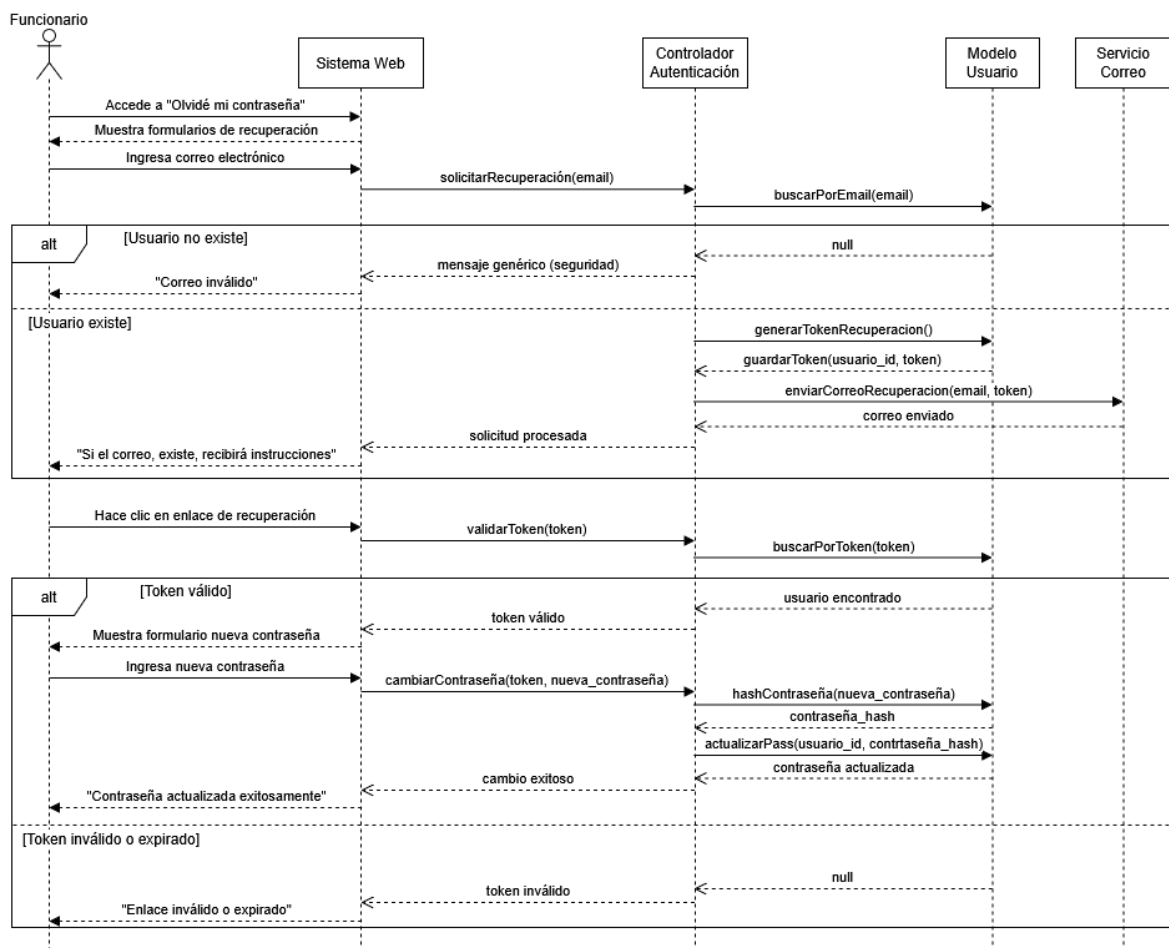 Funcionario
Sistema Web
Controlador
Autenticación
Modelo
Usuario
Servicio
Correo
Accede a "Olvidé mi contraseña"
Muestra formularios de recuperación
Ingresa correo electrónico
solicitarRecuperación(email)
buscarPorEmail(email)
alt
[Usuario no existe]
null
mensaje genérico (seguridad)
"Correo inválido"
[Usuario existe]
generarTokenRecuperacion()
guardarToken(usuario_id, token)
enviarCorreoRecuperacion(email, token)
correo enviado
solicitud procesada
"Si el correo, existe, recibirá instrucciones"
Hace clic en enlace de recuperación
validarToken(token)
buscarPorToken(token)
alt
[Token válido]
usuario encontrado
token válido
Muestra formulario nueva contraseña
Ingresa nueva contraseña
cambiarContraseña(token, nueva_contraseña)
hashContraseña(nueva_contraseña)
contraseña_hash
actualizarPass(usuario_id, contrtaseña_hash)
contraseña actualizada
cambio exitoso
"Contraseña actualizada exitosamente"
[Token inválido o expirado]
null
token inválido
"Enlace inválido o expirado"